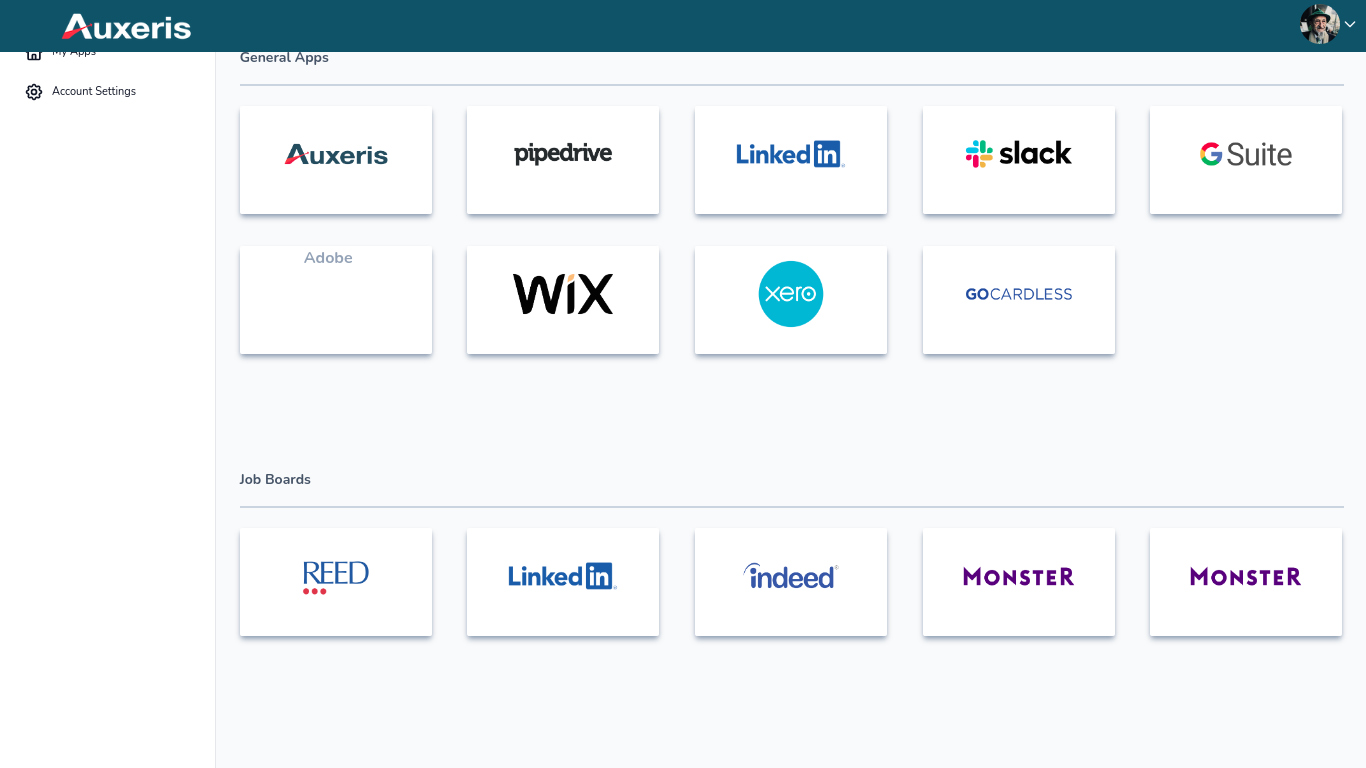 Auxeris
My Apps
General Apps
Account Settings
Auxeris
pipedrive
Linked in
slack
G Suite
Adobe
WiX
xero
GOCARDLESS
Job Boards
REED
Linked in
indeed
MONSTER
MONSTER